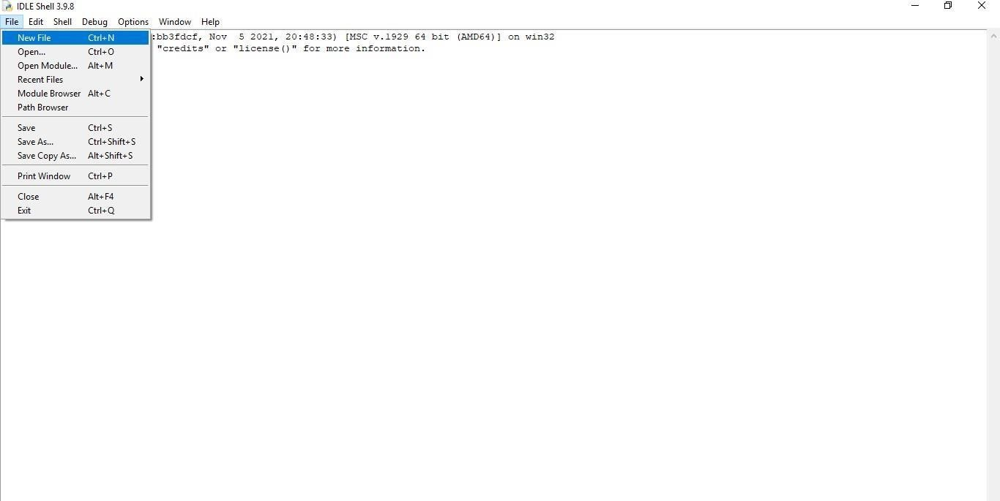 IDLE Shell 3.9.8
File Edit Shell Debug Options Window Help
:bb3fdcf, Nov  5 2021, 20:48:33) [MSC v.1929 64 bit (AMD64)] on win32
"credits" or "license()" for more information.
New File Ctrl+N
Open... Ctrl+O
Open Module... Alt+M
Recent Files
Module Browser Alt+C
Path Browser
Save Ctrl+S
Save As... Ctrl+Shift+S
Save Copy As... Alt+Shift+S
Print Window Ctrl+P
Close Alt+F4
Exit Ctrl+Q